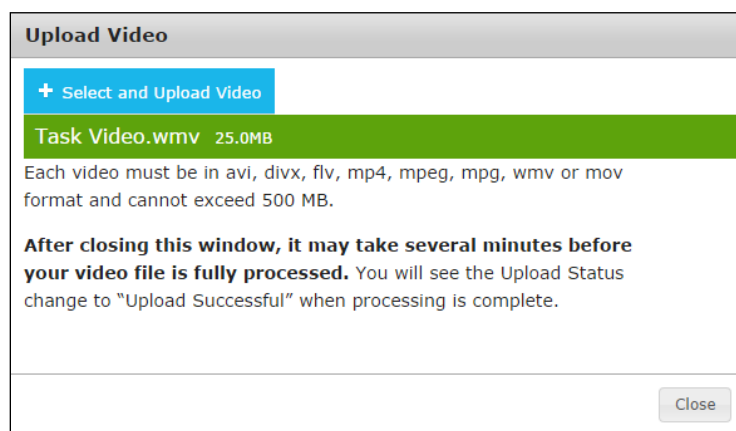 Upload Video
+ Select and Upload Video
Task Video.wmv 25.0MB
Each video must be in avi, divx, flv, mp4, mpeg, mpg, wmv or mov
format and cannot exceed 500 MB.
After closing this window, it may take several minutes before
your video file is fully processed. You will see the Upload Status
change to “Upload Successful” when processing is complete.
Close